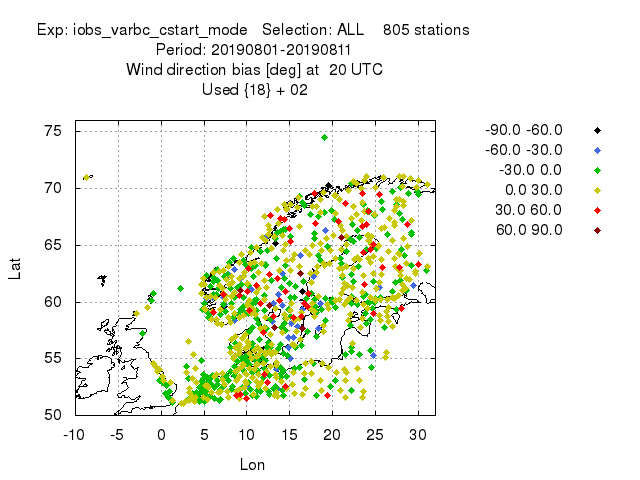 Exp: iobs_varbc_cstart_mode   Selection: ALL    805 stations
Period: 20190801-20190811
Wind direction bias [deg] at  20 UTC
Used {18} + 02
-90.0 -60.0
-60.0 -30.0
-30.0 0.0
0.0 30.0
30.0 60.0
60.0 90.0
Lat
75
70
65
60
55
50
-10 -5 0 5 10 15 20 25 30
Lon